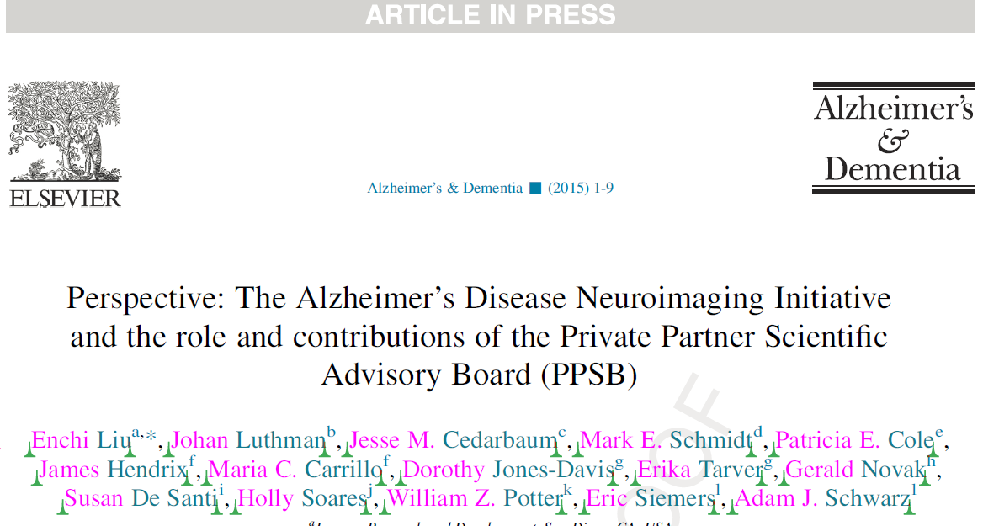 ARTICLE IN PRESS
ELSEVIER
Alzheimer's
&
Dementia
Alzheimer's & Dementia ■ (2015) 1-9
Perspective: The Alzheimer's Disease Neuroimaging Initiative
and the role and contributions of the Private Partner Scientific
Advisory Board (PPSB)
Enchi Liu^a,*, Johan Luthman^b, Jesse M. Cedarbaum^c, Mark E. Schmidt^d, Patricia E. Cole^e,
James Hendrix^f, Maria C. Carrillo^f, Dorothy Jones-Davis^g, Erika Tarver^g, Gerald Novak^h,
Susan De Santi^i, Holly Soares^j, William Z. Potter^k, Eric Siemers^l, Adam J. Schwarz^l
OOF